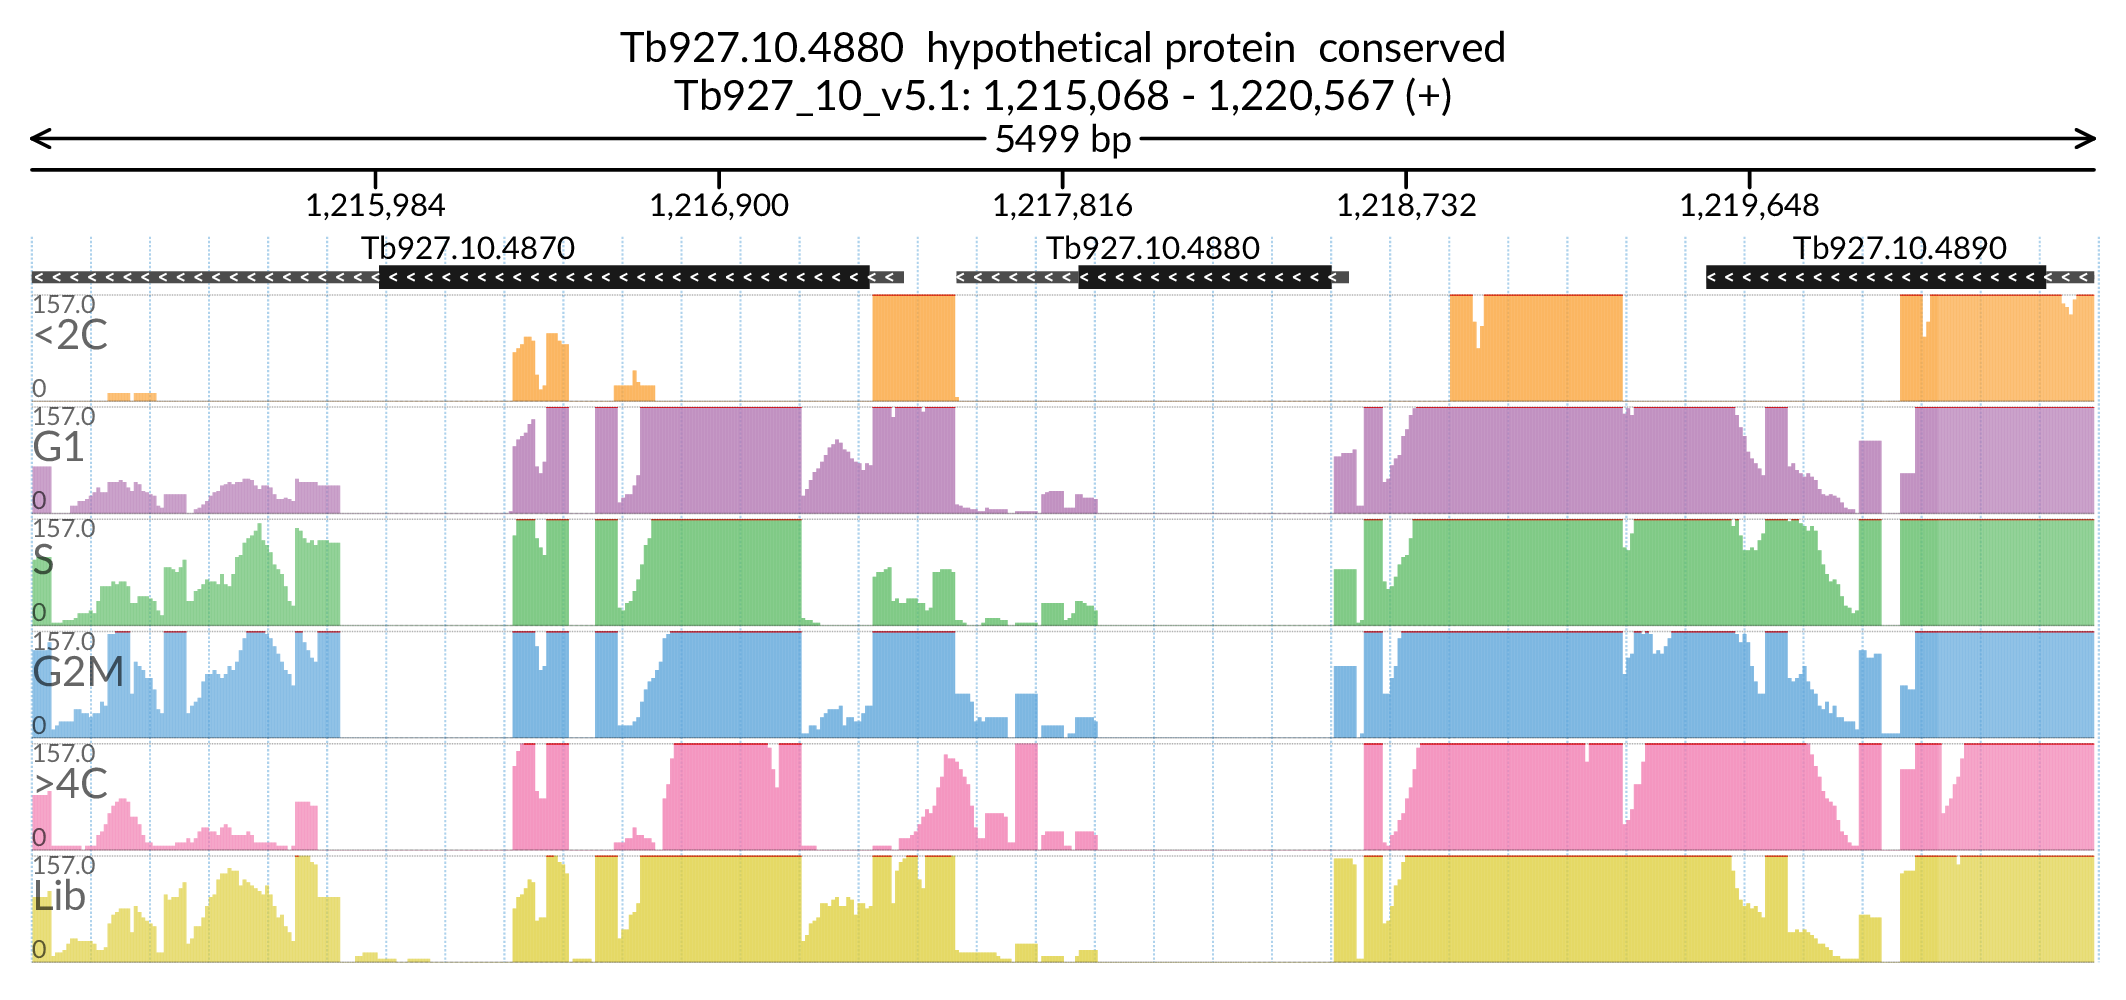 Tb927.10.4880 hypothetical protein conserved
Tb927_10_v5.1: 1,215,068 - 1,220,567 (+)
5499 bp
1,215,984 1,216,900 1,217,816 1,218,732 1,219,648
Tb927.10.4870 Tb927.10.4880 Tb927.10.4890
157.0
<2C
0
157.0
G1
0
157.0
S
0
157.0
G2M
0
157.0
>4C
0
157.0
Lib
0